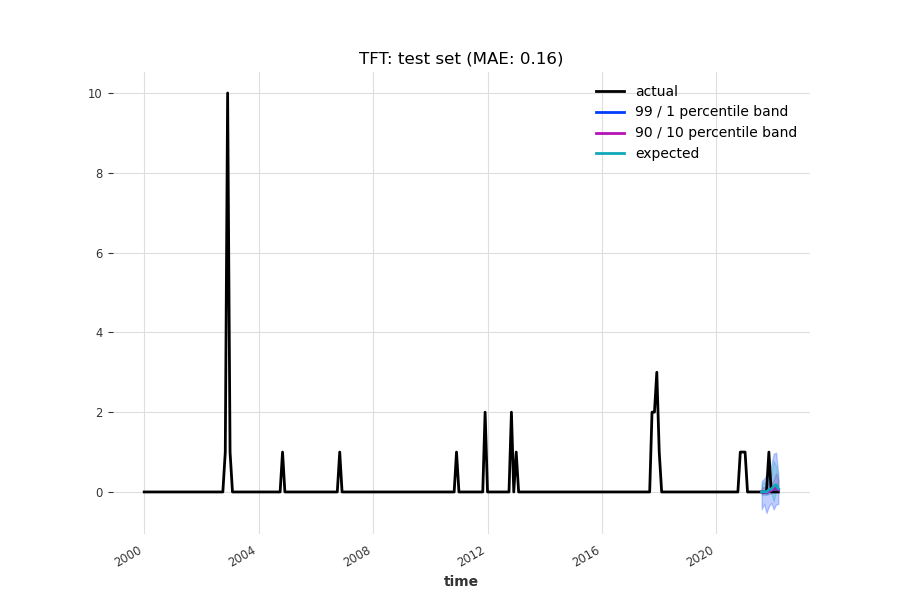 TFT: test set (MAE: 0.16)
actual
99 / 1 percentile band
90 / 10 percentile band
expected
10
8
6
4
2
0
2000
2004
2008
2012
2016
2020
time